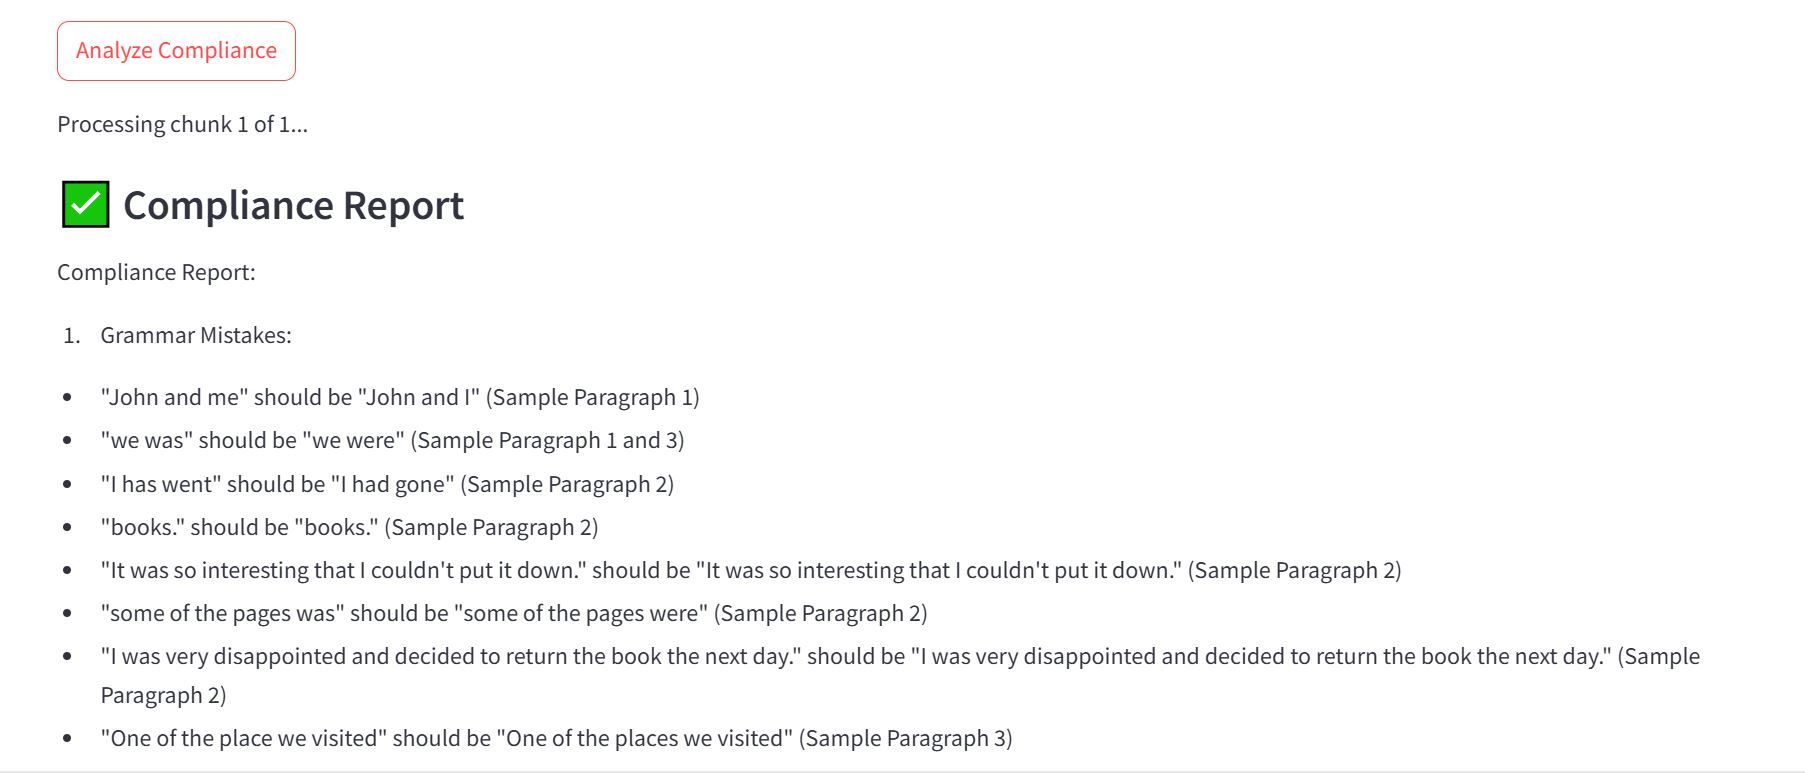 Analyze Compliance
Processing chunk 1 of 1...
Compliance Report
Compliance Report:
1. Grammar Mistakes:
• "John and me" should be "John and I" (Sample Paragraph 1)
• "we was" should be "we were" (Sample Paragraph 1 and 3)
• "I has went" should be "I had gone" (Sample Paragraph 2)
• "books." should be "books." (Sample Paragraph 2)
• "It was so interesting that I couldn't put it down." should be "It was so interesting that I couldn't put it down." (Sample Paragraph 2)
• "some of the pages was" should be "some of the pages were" (Sample Paragraph 2)
• "I was very disappointed and decided to return the book the next day." should be "I was very disappointed and decided to return the book the next day." (Sample
Paragraph 2)
• "One of the place we visited" should be "One of the places we visited" (Sample Paragraph 3)